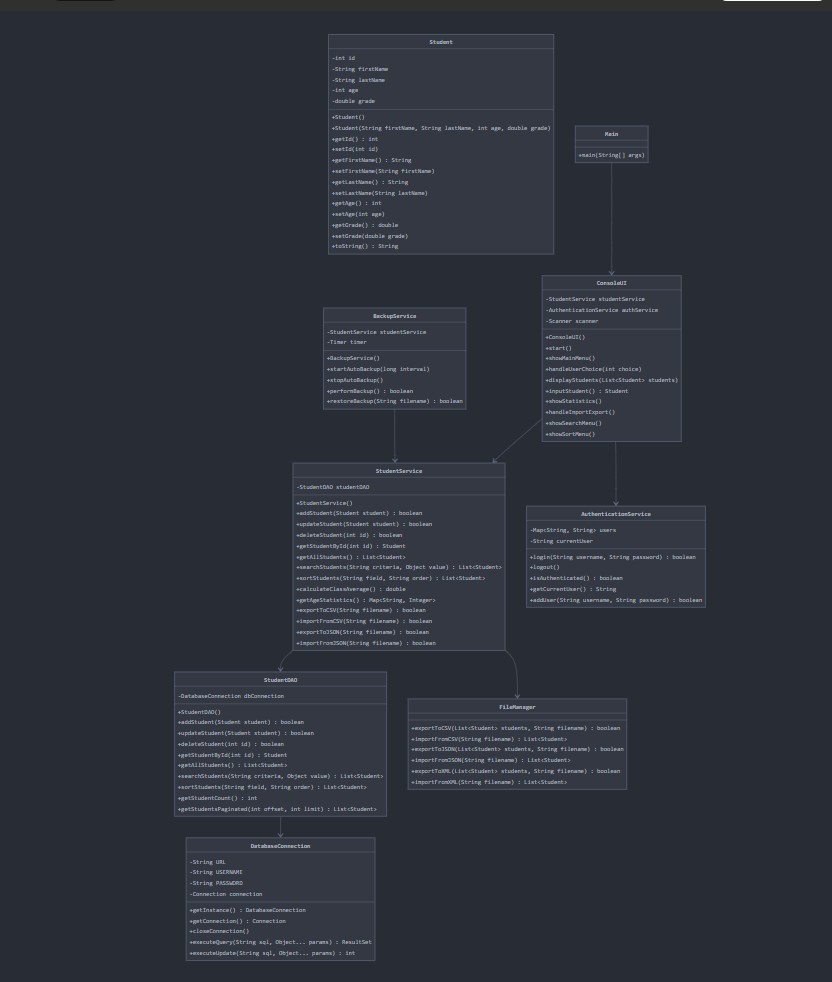 Student
-int id
-String firstName
-String lastName
-int age
-double grade
+Student()
+Student(String firstName, String lastName, int age, double grade)
+getId() : int
+setId(int id)
+getFirstName() : String
+setFirstName(String firstName)
+getLastName() : String
+setLastName(String lastName)
+getAge() : int
+setAge(int age)
+getGrade() : double
+setGrade(double grade)
+toString() : String
Main
+main(String[] args)
ConsoleUI
-StudentService studentService
-AuthenticationService authService
-Scanner scanner
+ConsoleUI()
+start()
+showMainMenu()
+handleUserChoice(int choice)
+displayStudents(List<Student> students)
+inputStudent() : Student
+showStatistics()
+handleImportExport()
+showSearchMenu()
+showSortMenu()
BackupService
-StudentService studentService
-Timer timer
+BackupService()
+startAutoBackup(long interval)
+stopAutoBackup()
+performBackup() : boolean
+restoreBackup(String filename) : boolean
StudentService
-StudentDAO studentDAO
+StudentService()
+addStudent(Student student) : boolean
+updateStudent(Student student) : boolean
+deleteStudent(int id) : boolean
+getStudentById(int id) : Student
+getAllStudents() : List<Student>
+searchStudents(String criteria, Object value) : List<Student>
+sortStudents(String field, String order) : List<Student>
+calculateClassAverage() : double
+getAgeStatistics() : Map<String, Integer>
+exportToCSV(String filename) : boolean
+importFromCSV(String filename) : boolean
+exportToJSON(String filename) : boolean
+importFromJSON(String filename) : boolean
AuthenticationService
-Map<String, String> users
-String currentUser
+login(String username, String password) : boolean
+logout()
+isAuthenticated() : boolean
+getCurrentUser() : String
+addUser(String username, String password) : boolean
StudentDAO
-DatabaseConnection dbConnection
+StudentDAO()
+addStudent(Student student) : boolean
+updateStudent(Student student) : boolean
+deleteStudent(int id) : boolean
+getStudentById(int id) : Student
+getAllStudents() : List<Student>
+searchStudents(String criteria, Object value) : List<Student>
+sortStudents(String field, String order) : List<Student>
+getStudentCount() : int
+getStudentsPaginated(int offset, int limit) : List<Student>
FileManager
+exportToCSV(List<Student> students, String filename) : boolean
+importFromCSV(String filename) : List<Student>
+exportToJSON(List<Student> students, String filename) : boolean
+importFromJSON(String filename) : List<Student>
+exportToXML(List<Student> students, String filename) : boolean
+importFromXML(String filename) : List<Student>
DatabaseConnection
-String URL
-String USERNAME
-String PASSWORD
-Connection connection
+getInstance() : DatabaseConnection
+getConnection() : Connection
+closeConnection()
+executeQuery(String sql, Object... params) : ResultSet
+executeUpdate(String sql, Object... params) : int